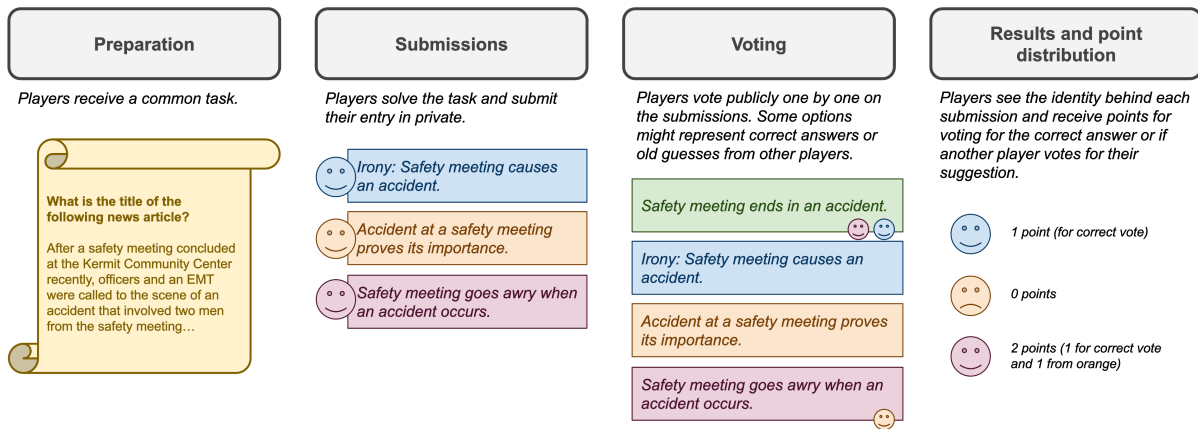 Preparation
Players receive a common task.
What is the title of the
following news article?
After a safety meeting concluded
at the Kermit Community Center
recently, officers and an EMT
were called to the scene of an
accident that involved two men
from the safety meeting…
Submissions
Players solve the task and submit
their entry in private.
Irony: Safety meeting causes
an accident.
Accident at a safety meeting
proves its importance.
Safety meeting goes awry when
an accident occurs.
Voting
Players vote publicly one by one on
the submissions. Some options
might represent correct answers or
old guesses from other players.
Safety meeting ends in an accident.
Irony: Safety meeting causes an
accident.
Accident at a safety meeting proves
its importance.
Safety meeting goes awry when an
accident occurs.
Results and point
distribution
Players see the identity behind each
submission and receive points for
voting for the correct answer or if
another player votes for their
suggestion.
1 point (for correct vote)
0 points
2 points (1 for correct vote
and 1 from orange)